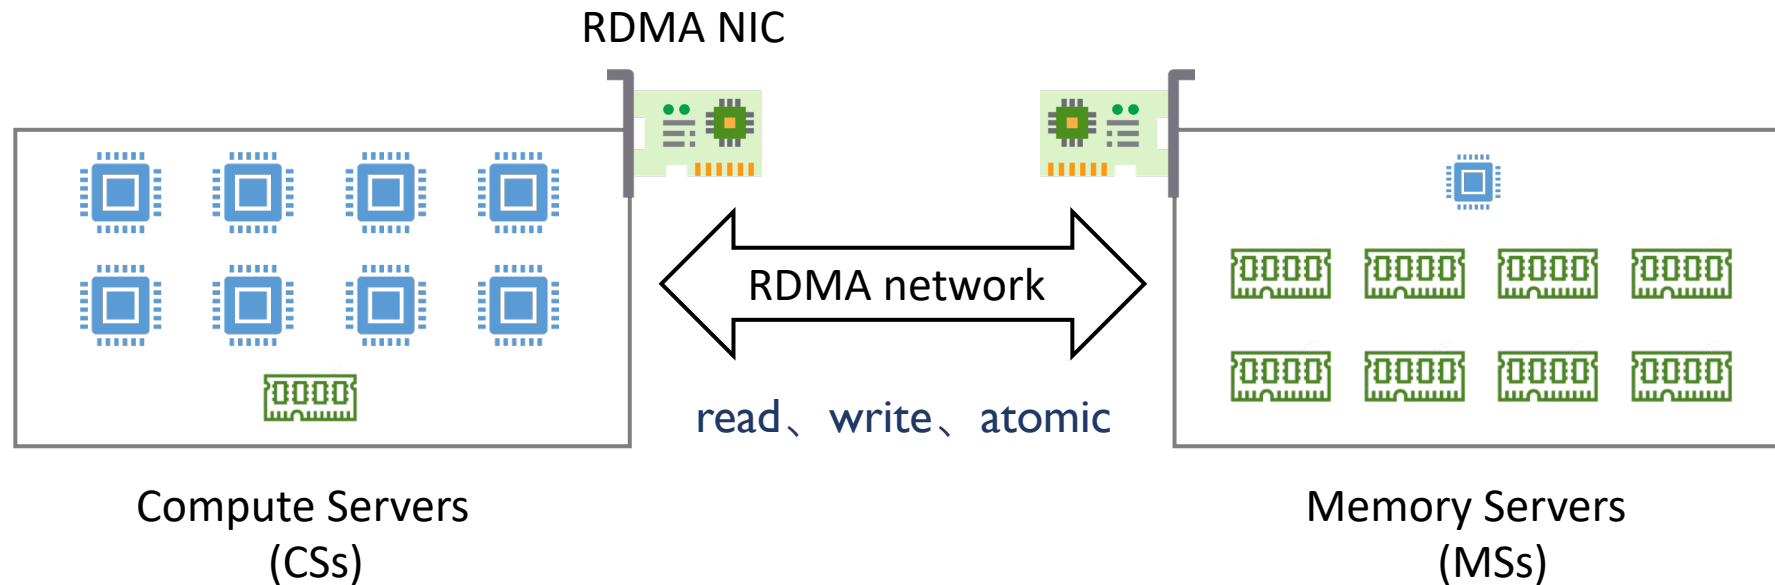 RDMA NIC
RDMA network
read、write、atomic
Compute Servers
(CSs)
Memory Servers
(MSs)